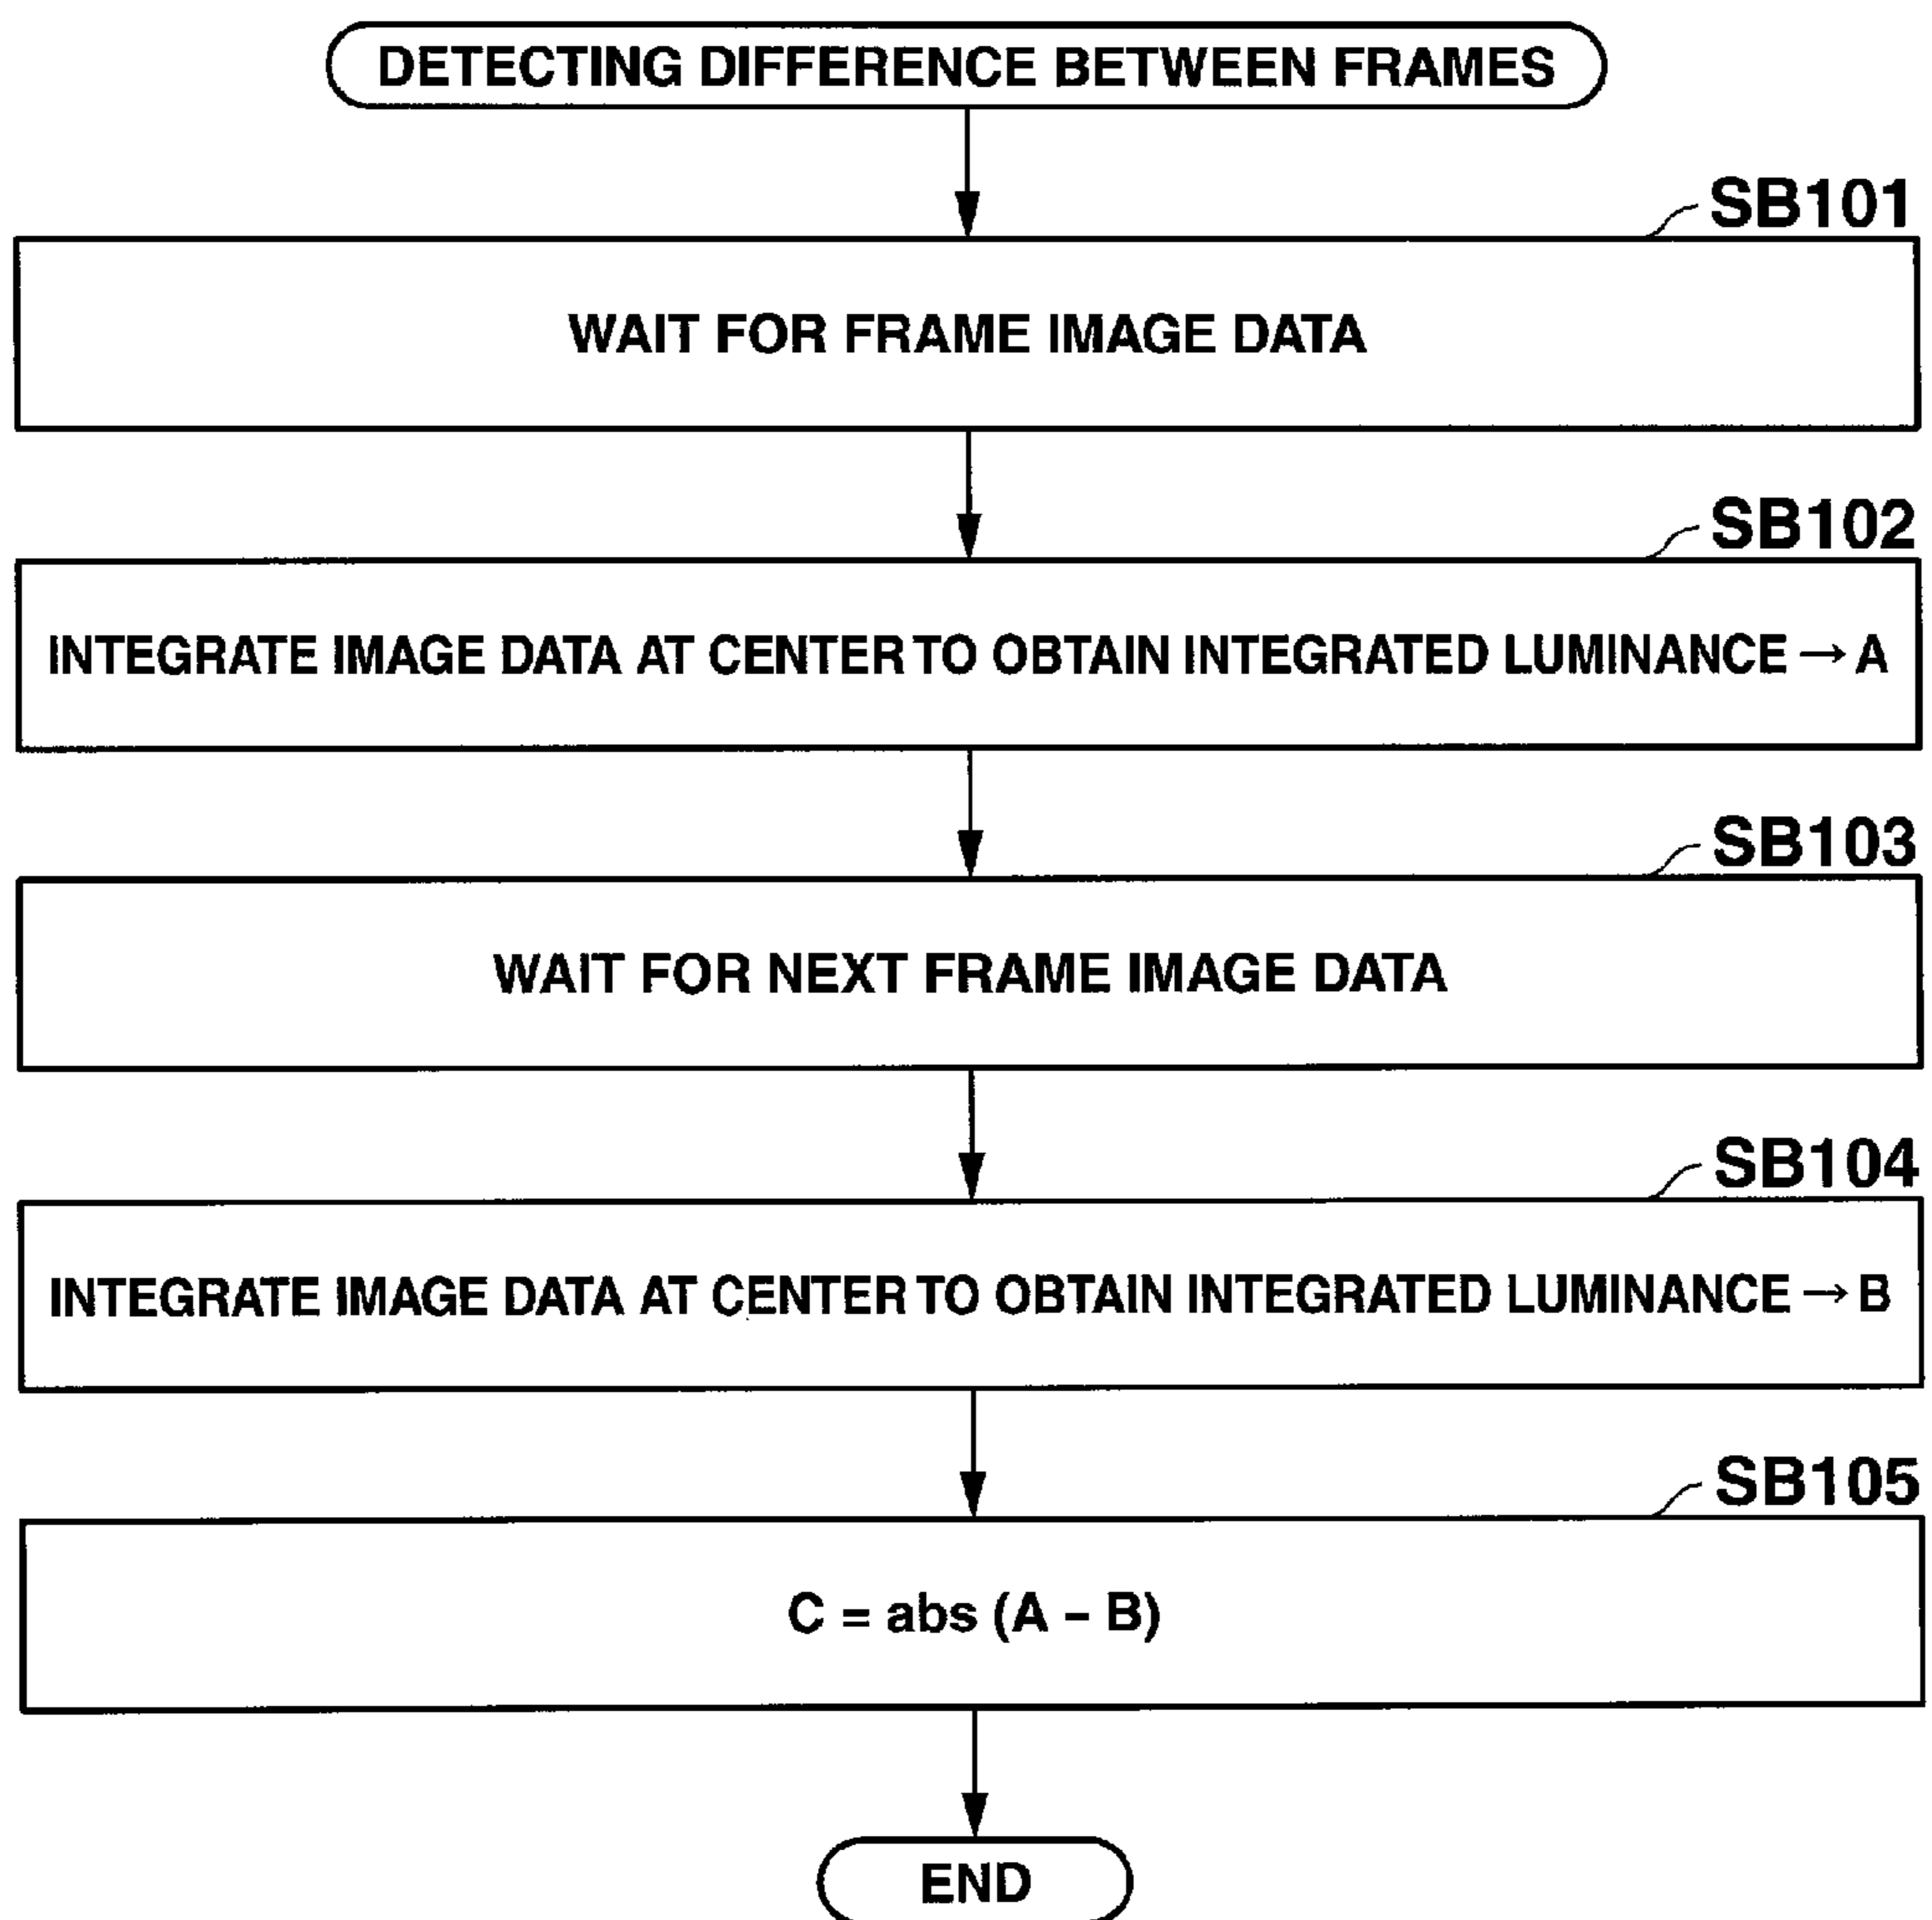 DETECTING DIFFERENCE BETWEEN FRAMES
SB101
WAIT FOR FRAME IMAGE DATA
SB102
INTEGRATE IMAGE DATA AT CENTER TO OBTAIN INTEGRATED LUMINANCE → A
SB103
WAIT FOR NEXT FRAME IMAGE DATA
SB104
INTEGRATE IMAGE DATA AT CENTER TO OBTAIN INTEGRATED LUMINANCE → B
SB105
C = abs (A – B)
END